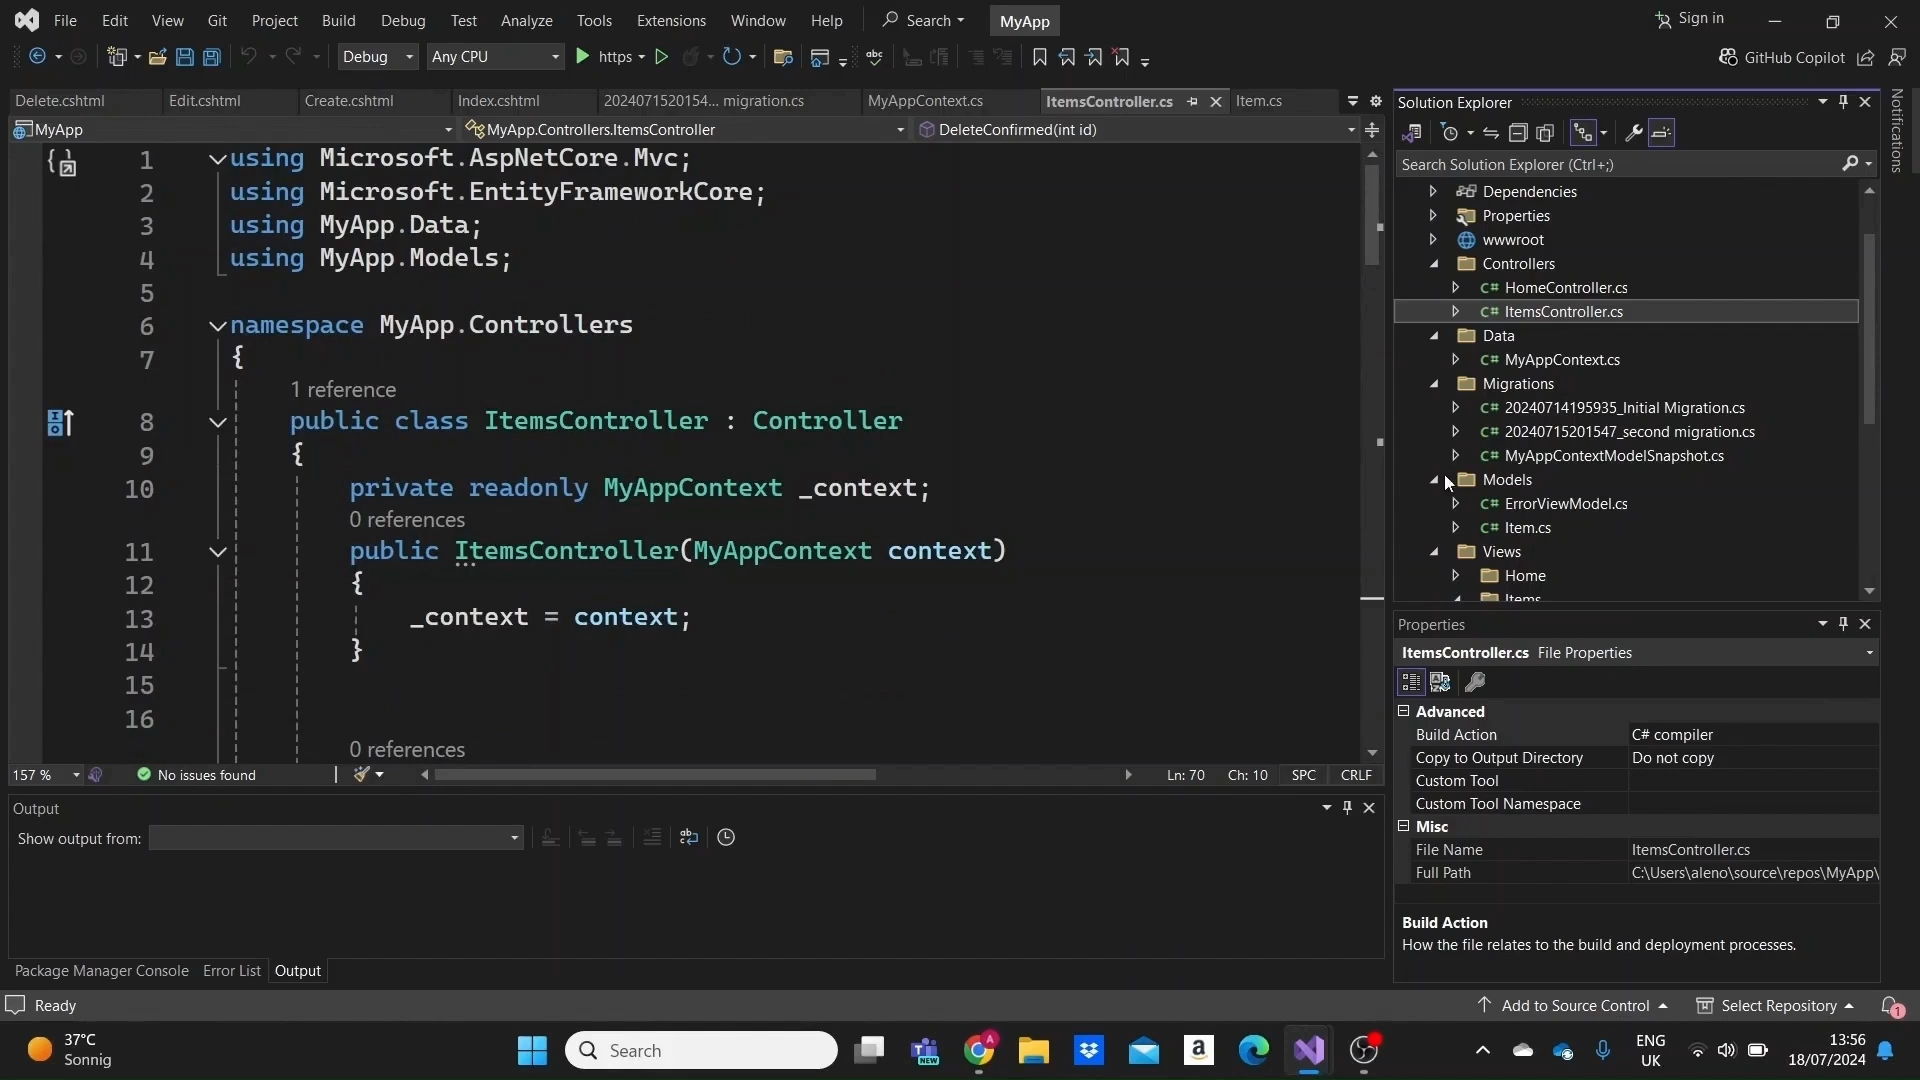 File Edit View Git Project Build Debug Test Analyze Tools Extensions Window Help Search MyApp Sign in
Debug Any CPU https GitHub Copilot
Delete.cshtml Edit.cshtml Create.cshtml Index.cshtml 2024071520154... migration.cs MyAppContext.cs ItemsController.cs Item.cs
MyApp MyApp.Controllers.ItemsController DeleteConfirmed(int id)
1 using Microsoft.AspNetCore.Mvc;
2 using Microsoft.EntityFrameworkCore;
3 using MyApp.Data;
4 using MyApp.Models;
5
6 namespace MyApp.Controllers
7 {
1 reference
8 public class ItemsController : Controller
9 {
10 private readonly MyAppContext _context;
0 references
11 public ItemsController(MyAppContext context)
12 {
13 _context = context;
14 }
15
16
0 references
157 % No issues found Ln: 70 Ch: 10 SPC CRLF
Output
Show output from:
Package Manager Console Error List Output
Solution Explorer
Search Solution Explorer (Ctrl+;)
Dependencies
Properties
wwwroot
Controllers
C# HomeController.cs
C# ItemsController.cs
Data
C# MyAppContext.cs
Migrations
C# 20240714195935_Initial Migration.cs
C# 20240715201547_second migration.cs
C# MyAppContextModelSnapshot.cs
Models
C# ErrorViewModel.cs
C# Item.cs
Views
Home
Items
Properties
ItemsController.cs File Properties
Advanced
Build Action C# compiler
Copy to Output Directory Do not copy
Custom Tool
Custom Tool Namespace
Misc
File Name ItemsController.cs
Full Path C:\Users\aleno\source\repos\MyApp\
Build Action
How the file relates to the build and deployment processes.
Notifications
Ready Add to Source Control Select Repository 1
37°C
Sonnig
Search
NEW
A
a
ENG
UK
13:56
18/07/2024